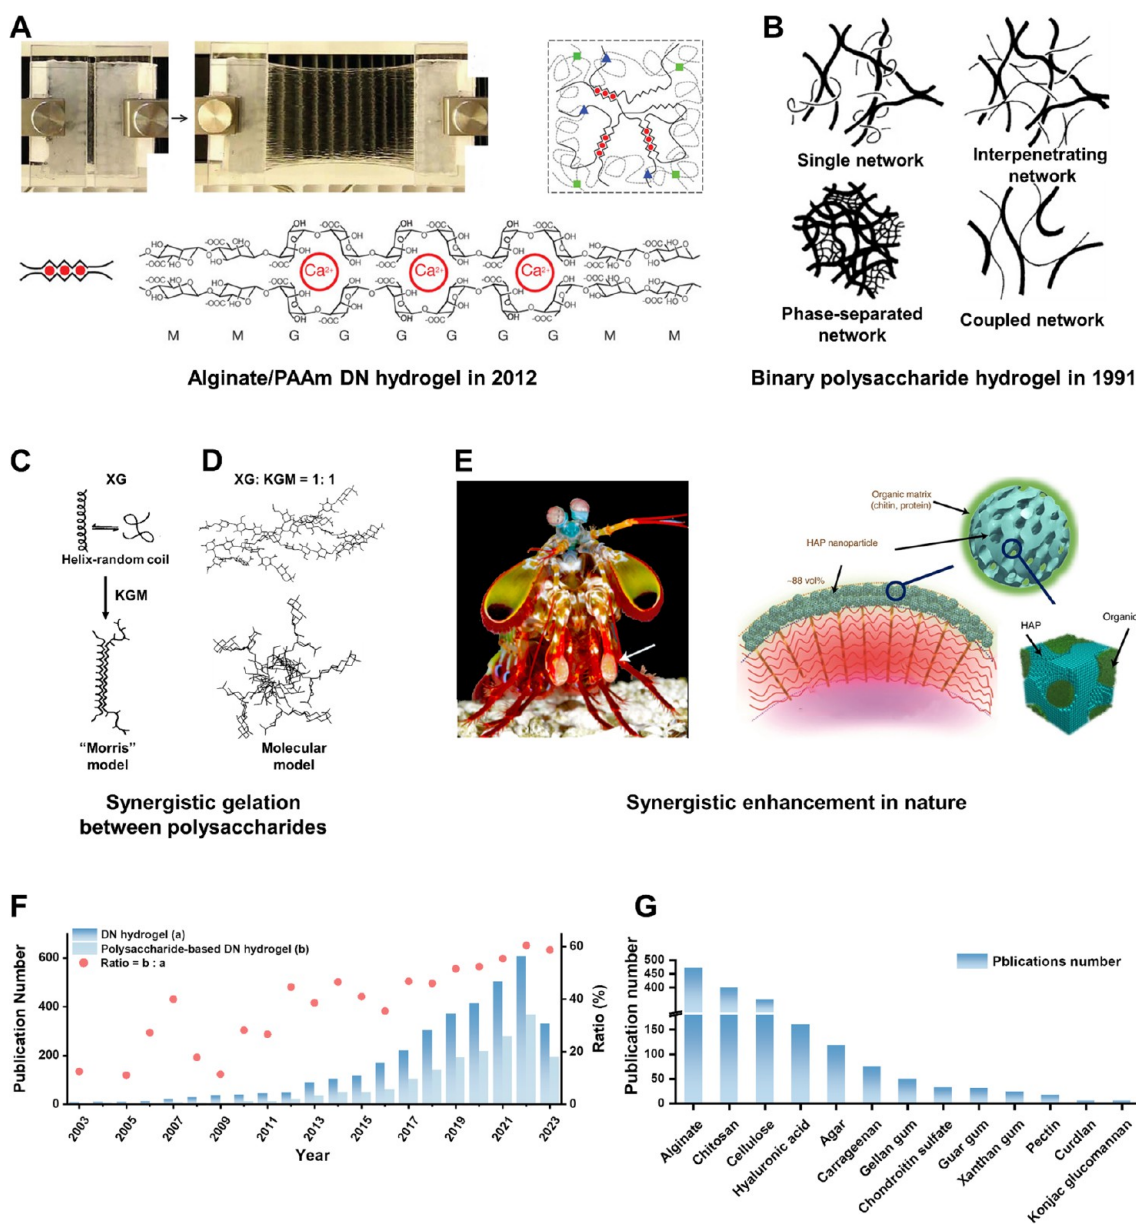 A
B
Single network
Interpenetrating
network
Phase-separated
network
Coupled network
-OOC
OH
HO
O
Ca²⁺
Ca²⁺
Ca²⁺
M M G G G G G G M M
Alginate/PAAm DN hydrogel in 2012
Binary polysaccharide hydrogel in 1991
C
XG
Helix-random coil
KGM
"Morris"
model
D
XG: KGM = 1: 1
Molecular
model
Synergistic gelation
between polysaccharides
E
Organic matrix
(chitin, protein)
HAP nanoparticle
~88 vol%
HAP
Organic
Synergistic enhancement in nature
F
DN hydrogel (a)
Polysaccharide-based DN hydrogel (b)
Ratio = b : a
Publication Number
600
400
200
0
60
40
20
0
Ratio (%)
2003
2005
2007
2009
2011
2013
2015
2017
2019
2021
2023
Year
G
Pblications number
Publication number
500
450
400
150
100
50
0
Alginate
Chitosan
Cellulose
Hyaluronic acid
Agar
Carrageenan
Gellan gum
Chondroitin sulfate
Guar gum
Xanthan gum
Pectin
Curdlan
Konjac glucomannan